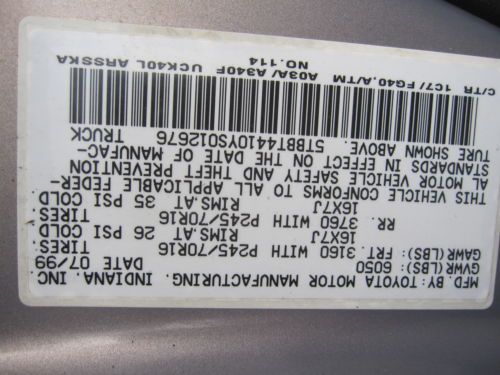 MFD. BY: TOYOTA MOTOR MANUFACTURING. INDIANA, INC.
GVWR(LBS): 6050 DATE 07/99
GAWR(LBS): FRT. 3160 WITH P245/70R16 TIRES.
16X7J RIMS.AT 26 PSI COLD
RR. 3760 WITH P245/70R16 TIRES.
16X7J RIMS.AT 35 PSI COLD
THIS VEHICLE CONFORMS TO ALL APPLICABLE FEDER-
AL MOTOR VEHICLE SAFETY AND THEFT PREVENTION
STANDARDS IN EFFECT ON THE DATE OF MANUFAC-
TURE SHOWN ABOVE.
5TBBT4410YS012676 TRUCK
C/TR 1C7/FG40,A/TM A03A/A340F UCK40L ARSSKA
NO.114